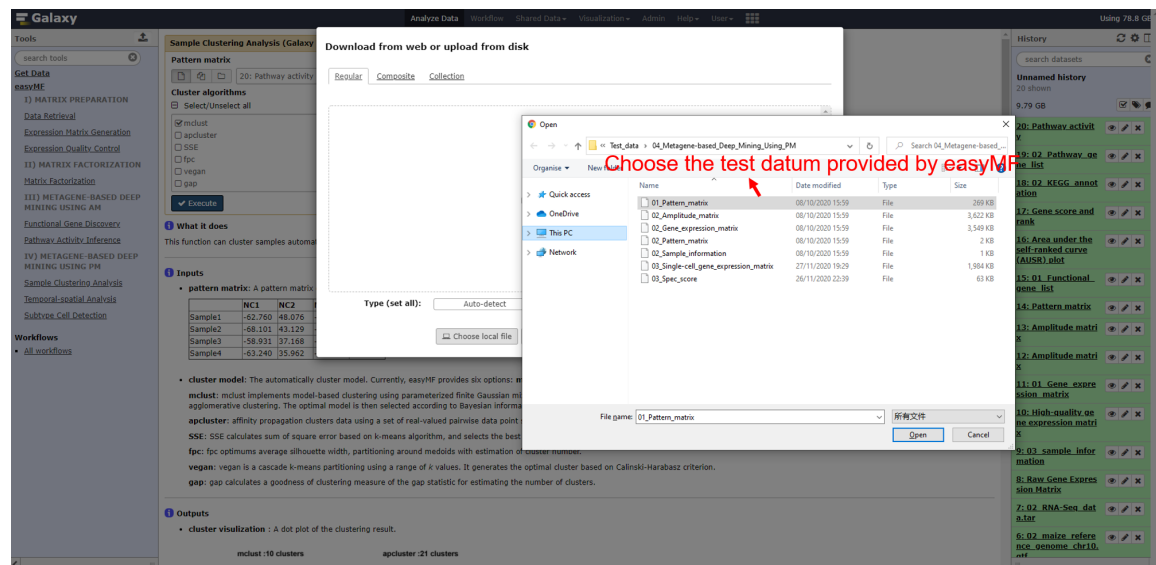 Galaxy
Analyze Data Workflow Shared Data Visualization Admin Help User
Using 78.8 GB
Tools
search tools
Get Data
easyMF
I) MATRIX PREPARATION
Data Retrieval
Expression Matrix Generation
Expression Quality Control
II) MATRIX FACTORIZATION
Matrix Factorization
III) METAGENE-BASED DEEP
MINING USING AM
Functional Gene Discovery
Pathway Activity Inference
IV) METAGENE-BASED DEEP
MINING USING PM
Sample Clustering Analysis
Temporal-spatial Analysis
Subtype Cell Detection
Workflows
All workflows
Sample Clustering Analysis (Galaxy
Pattern matrix
20: Pathway activity
Cluster algorithms
Select/Unselect all
mclust
apcluster
SSE
fpc
vegan
gap
Execute
What it does
This function can cluster samples automa
Inputs
• pattern matrix: A pattern matrix
NC1 NC2
Sample1 -62.760 48.076
Sample2 -68.101 43.129
Sample3 -58.931 37.168
Sample4 -63.240 35.962
• cluster model: The automatically cluster model. Currently, easyMF provides six options: m
mclust: mclust implements model-based clustering using parameterized finite Gaussian mi
agglomerative clustering. The optimal model is then selected according to Bayesian informa
apcluster: affinity propagation clusters data using a set of real-valued pairwise data point
SSE: SSE calculates sum of square error based on k-means algorithm, and selects the best
fpc: fpc optimums average silhouette width, partitioning around medoids with estimation of cluster number.
vegan: vegan is a cascade k-means partitioning using a range of k values. It generates the optimal cluster based on Calinski-Harabasz criterion.
gap: gap calculates a goodness of clustering measure of the gap statistic for estimating the number of clusters.
Outputs
• cluster visulization : A dot plot of the clustering result.
mclust :10 clusters apcluster :21 clusters
Download from web or upload from disk
Regular Composite Collection
Type (set all): Auto-detect
Choose local file
Open
« Test_data › 04_Metagene-based_Deep_Mining_Using_PM
Search 04_Metagene-based_...
Organise New folder
Choose the test datum provided by easyMF
Quick access
OneDrive
This PC
Network
Name Date modified Type Size
01_Pattern_matrix 08/10/2020 15:59 File 269 KB
02_Amplitude_matrix 08/10/2020 15:59 File 3,622 KB
02_Gene_expression_matrix 08/10/2020 15:59 File 3,549 KB
02_Pattern_matrix 08/10/2020 15:59 File 2 KB
02_Sample_information 08/10/2020 15:59 File 1 KB
03_Single-cell_gene_expression_matrix 27/11/2020 19:29 File 1,984 KB
03_Spec_score 26/11/2020 22:39 File 63 KB
File name: 01_Pattern_matrix
所有文件
Open Cancel
History
search datasets
Unnamed history
20 shown
9.79 GB
20: Pathway activit
y
19: 02_Pathway_ge
ne_list
18: 02_KEGG_annot
ation
17: Gene score and
rank
16: Area under the
self-ranked curve
(AUSR) plot
15: 01_Functional_
gene_list
14: Pattern matrix
13: Amplitude matri
x
12: Amplitude matri
x
11: 01_Gene_expre
ssion_matrix
10: High-quality ge
ne expression matri
x
9: 03_sample_infor
mation
8: Raw Gene Expres
sion Matrix
7: 02_RNA-Seq_dat
a.tar
6: 02_maize_refere
nce_genome_chr10.
gtf